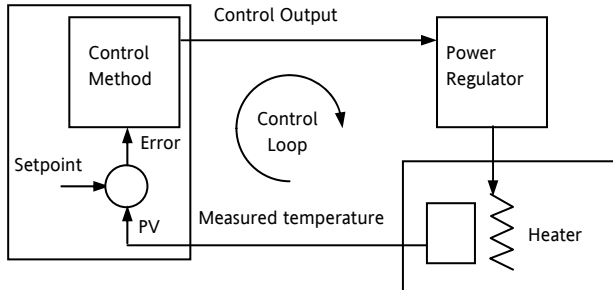 Control Output
Control
Method
Power
Regulator
Control
Loop
Error
Setpoint
PV
Measured temperature
Heater